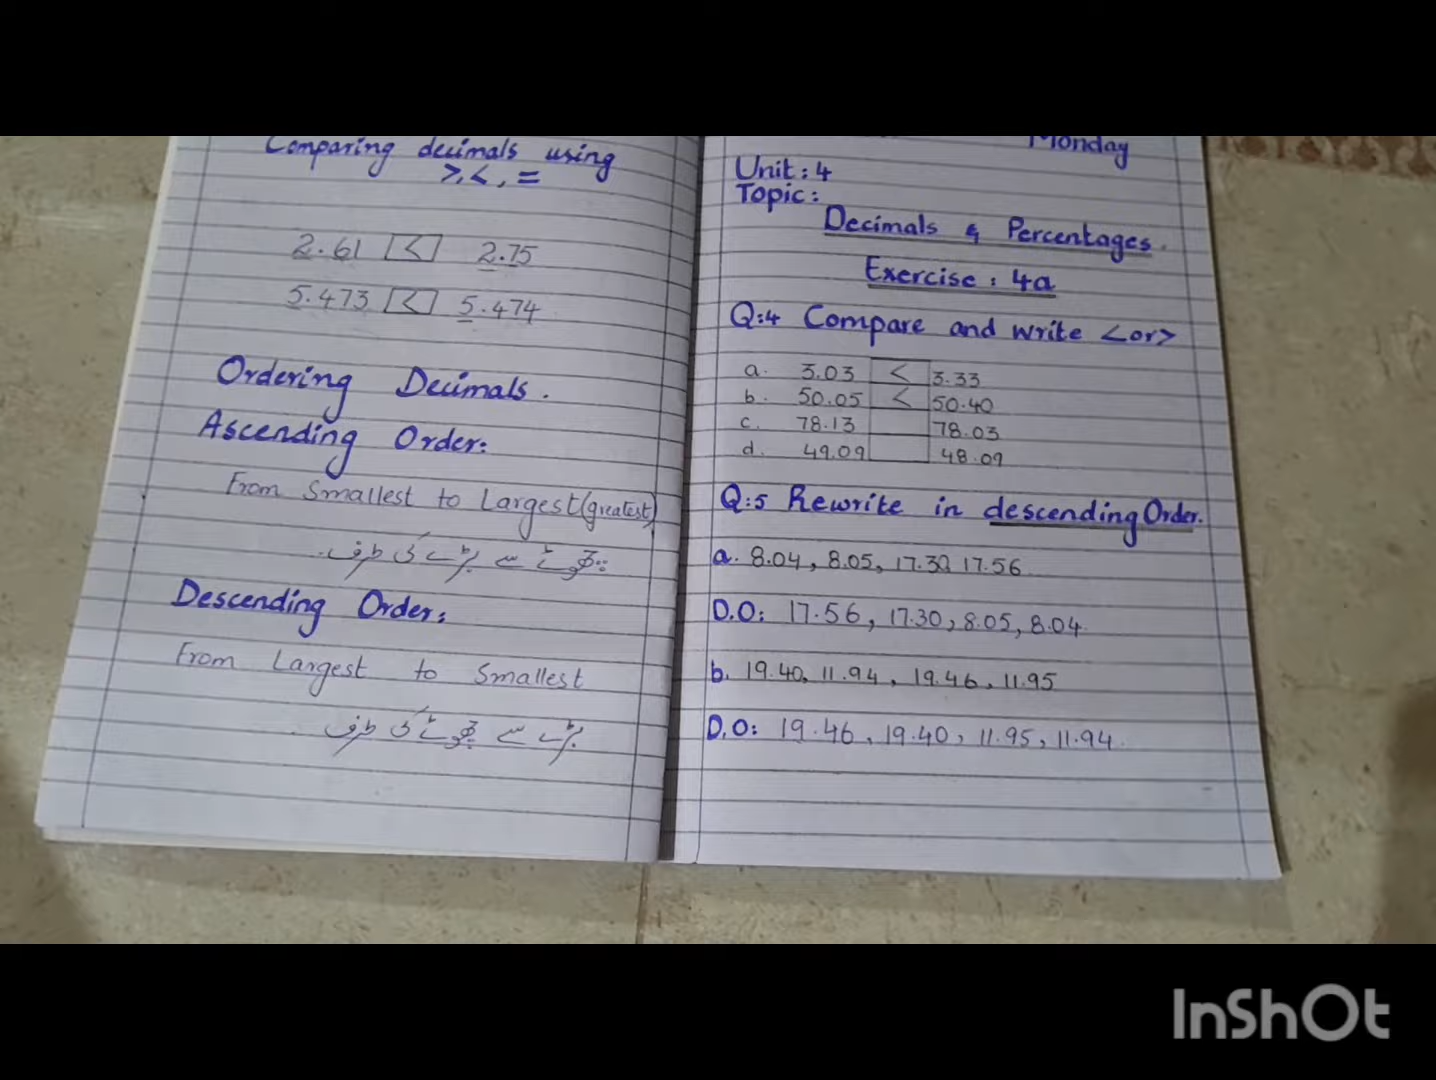 Comparing decimals using
>, <, =
2.61 < 2.75
5.473 < 5.474
Ordering Decimals.
Ascending Order:
From Smallest to Largest(greatest)
چھوٹے سے بڑے کی طرف
Descending Order:
From Largest to Smallest
بڑے سے چھوٹے کی طرف
Monday
Unit: 4
Topic:
Decimals & Percentages.
Exercise: 4a
Q:4 Compare and write <or>
a. 3.03 < 3.33
b. 50.05 < 50.40
c. 78.13 78.03
d. 49.09 48.09
Q:5 Rewrite in descending Order.
a. 8.04, 8.05, 17.30 17.56
D.O: 17.56, 17.30, 8.05, 8.04
b. 19.40, 11.94, 19.46, 11.95
D.O: 19.46, 19.40, 11.95, 11.94
InShOt